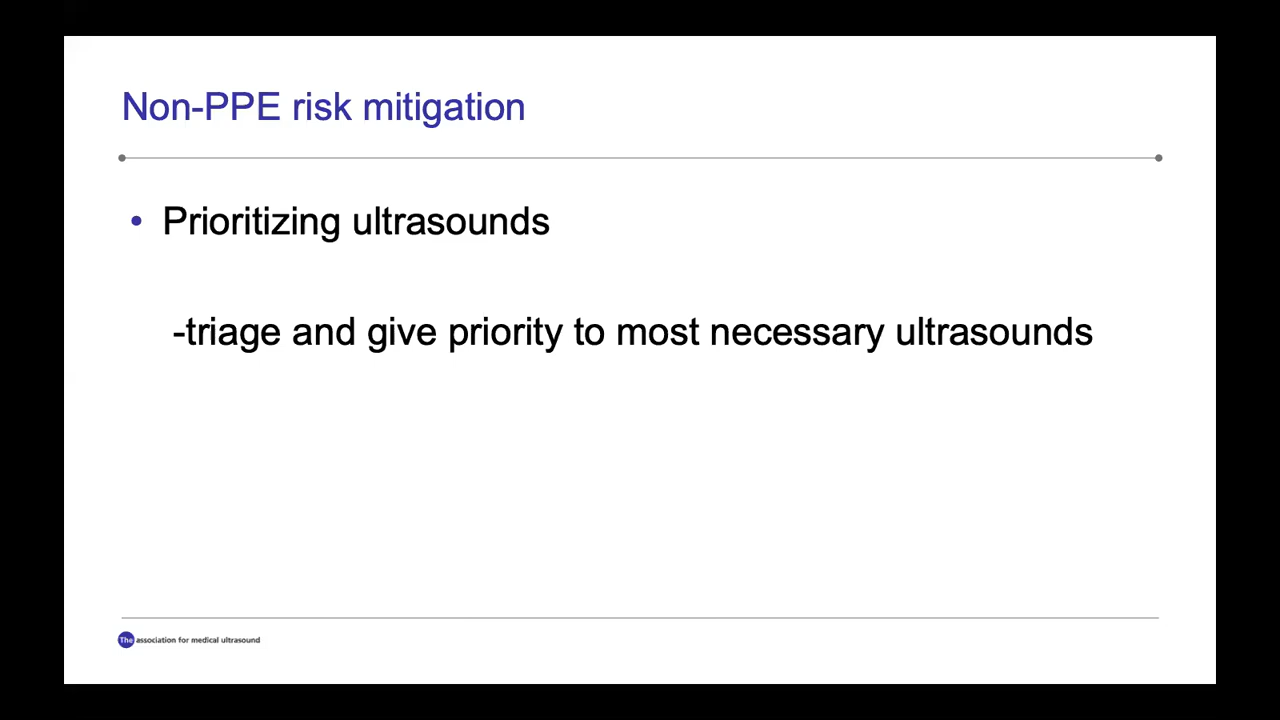 Non-PPE risk mitigation
• Prioritizing ultrasounds
-triage and give priority to most necessary ultrasounds
The association for medical ultrasound